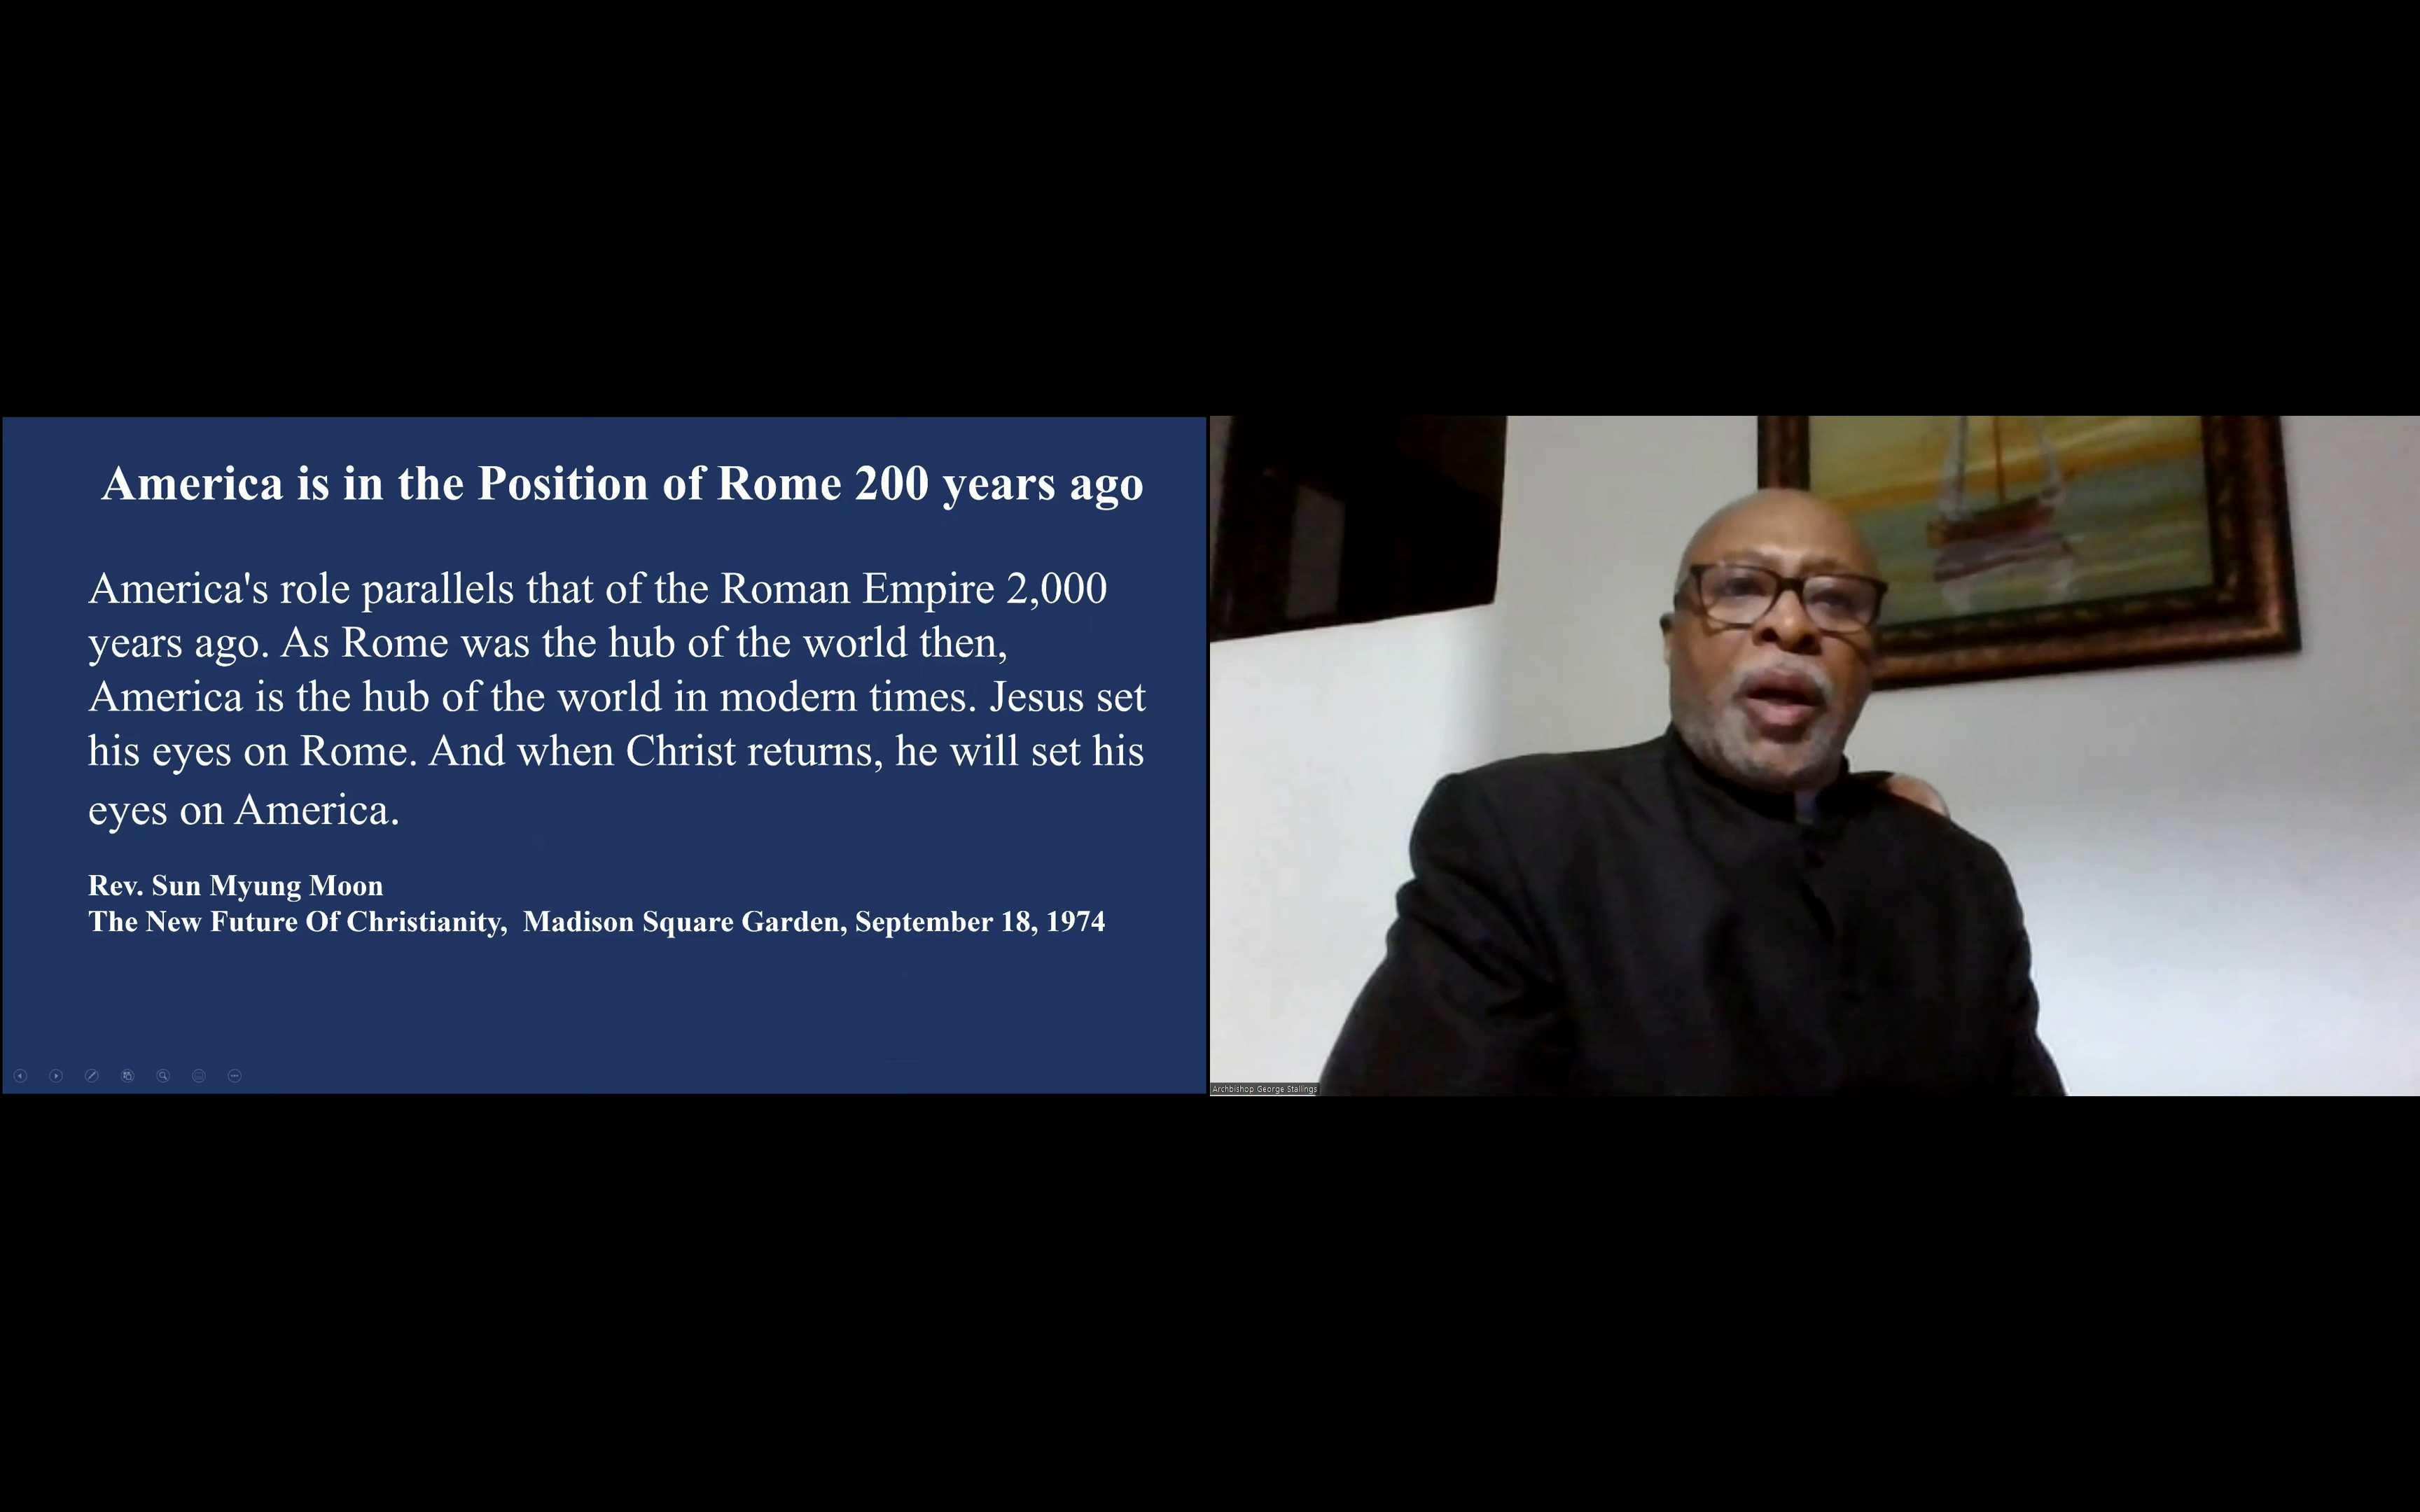 America is in the Position of Rome 200 years ago
America's role parallels that of the Roman Empire 2,000
years ago. As Rome was the hub of the world then,
America is the hub of the world in modern times. Jesus set
his eyes on Rome. And when Christ returns, he will set his
eyes on America.
Rev. Sun Myung Moon
The New Future Of Christianity,  Madison Square Garden, September 18, 1974
Archbishop George Stallings